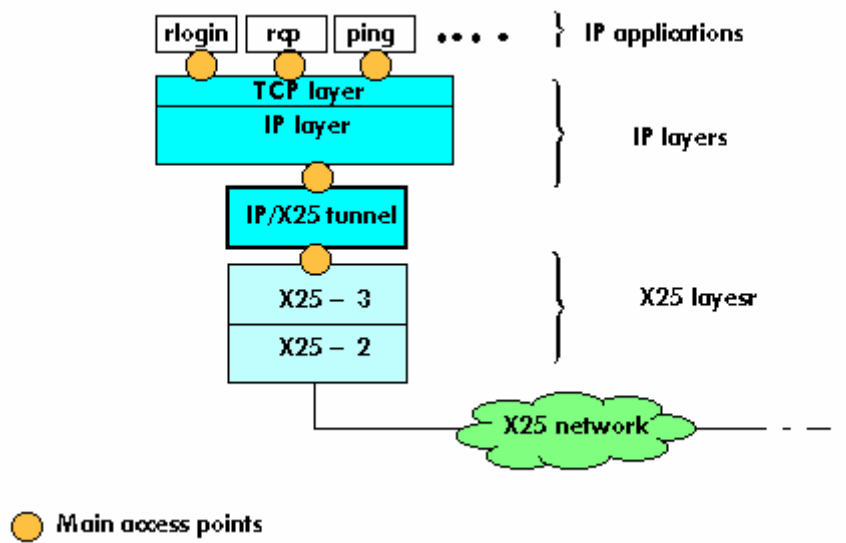 rlogin rcp ping • • • • } IP applications
TCP layer
IP layer
IP layers
IP/X25 tunnel
X25 – 3
X25 layesr
X25 – 2
X25 network
Main access points